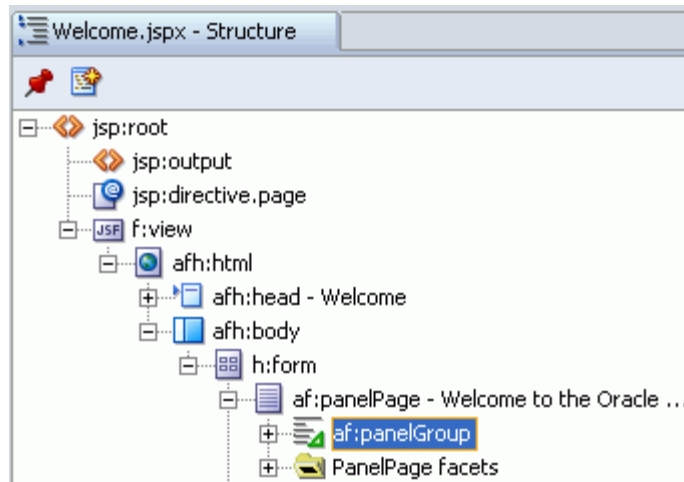 Welcome.jspx - Structure
jsp:root
jsp:output
jsp:directive.page
JSF f:view
afh:html
afh:head - Welcome
afh:body
h:form
af:panelPage - Welcome to the Oracle ...
af:panelGroup
PanelPage facets